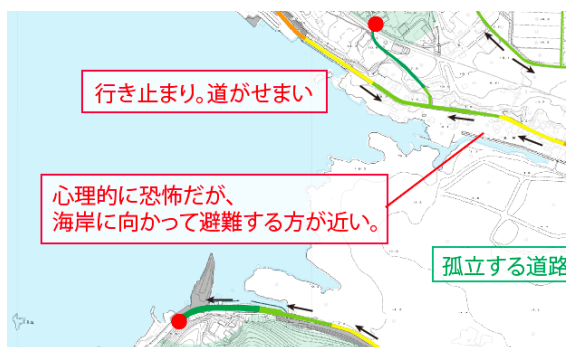 行き止まり。道がせまい
心理的に恐怖だが、
海岸に向かって避難する方が近い。
孤立する道路